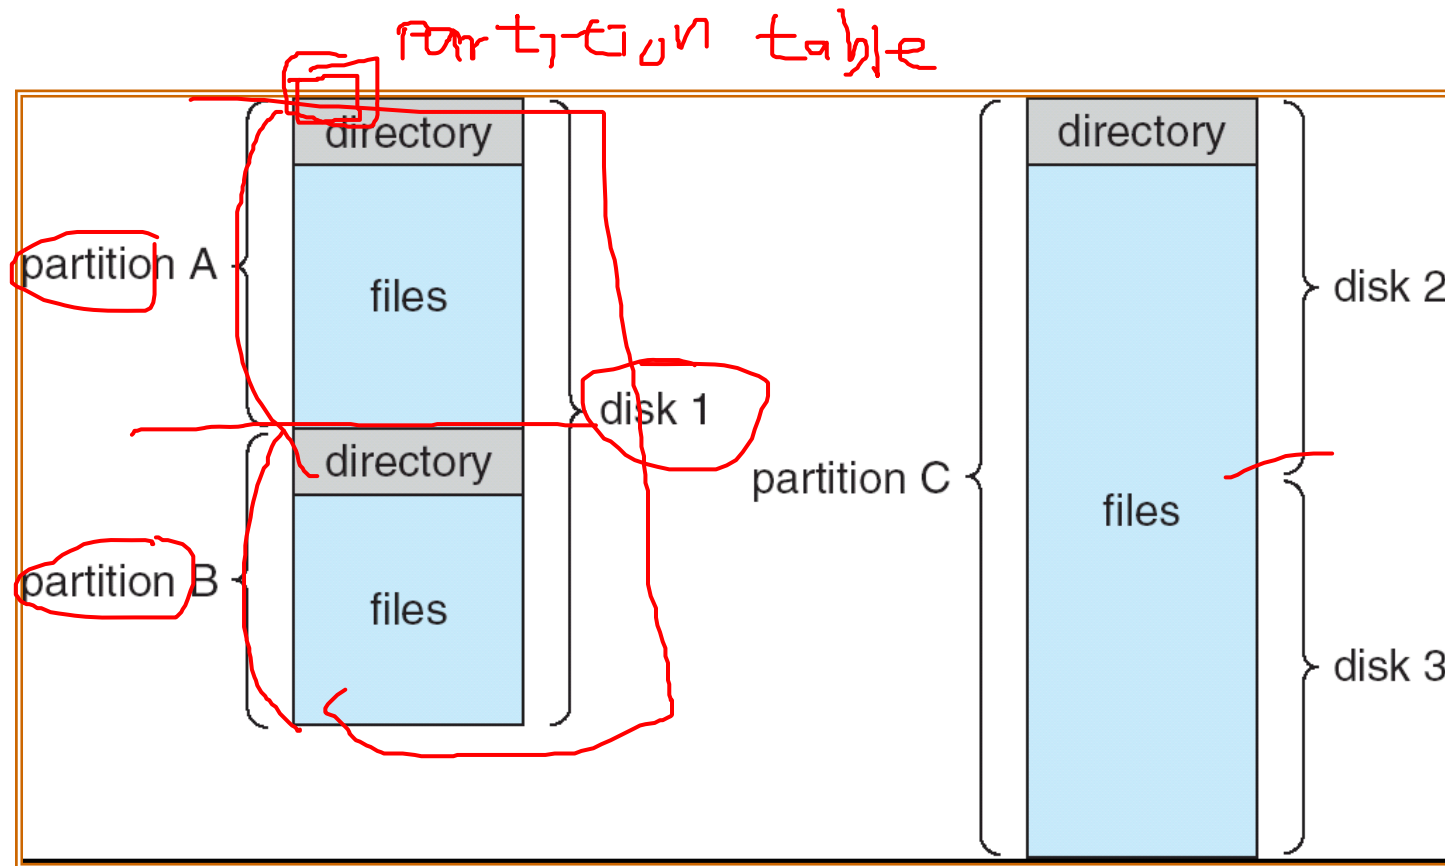 Partition table
directory
files
partition A
directory
files
partition B
disk 1
directory
files
partition C
disk 2
disk 3